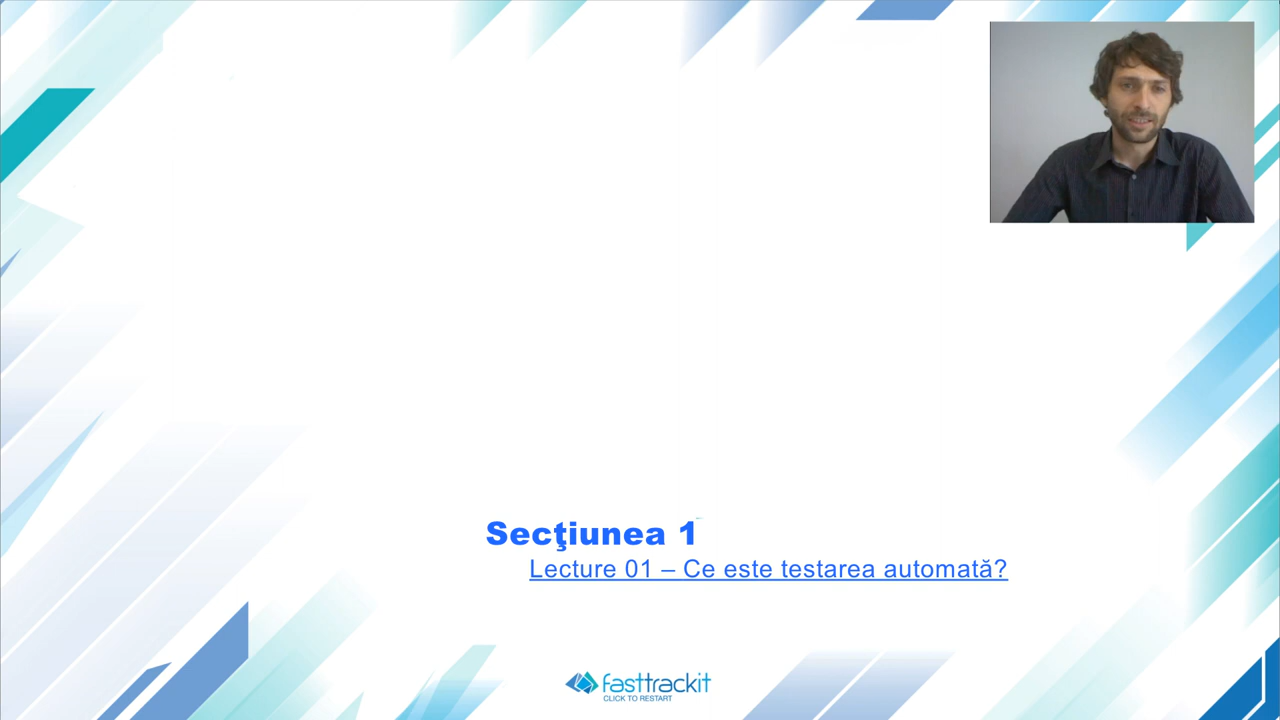 Secţiunea 1
Lecture 01 – Ce este testarea automată?
fasttrackit
CLICK TO RESTART